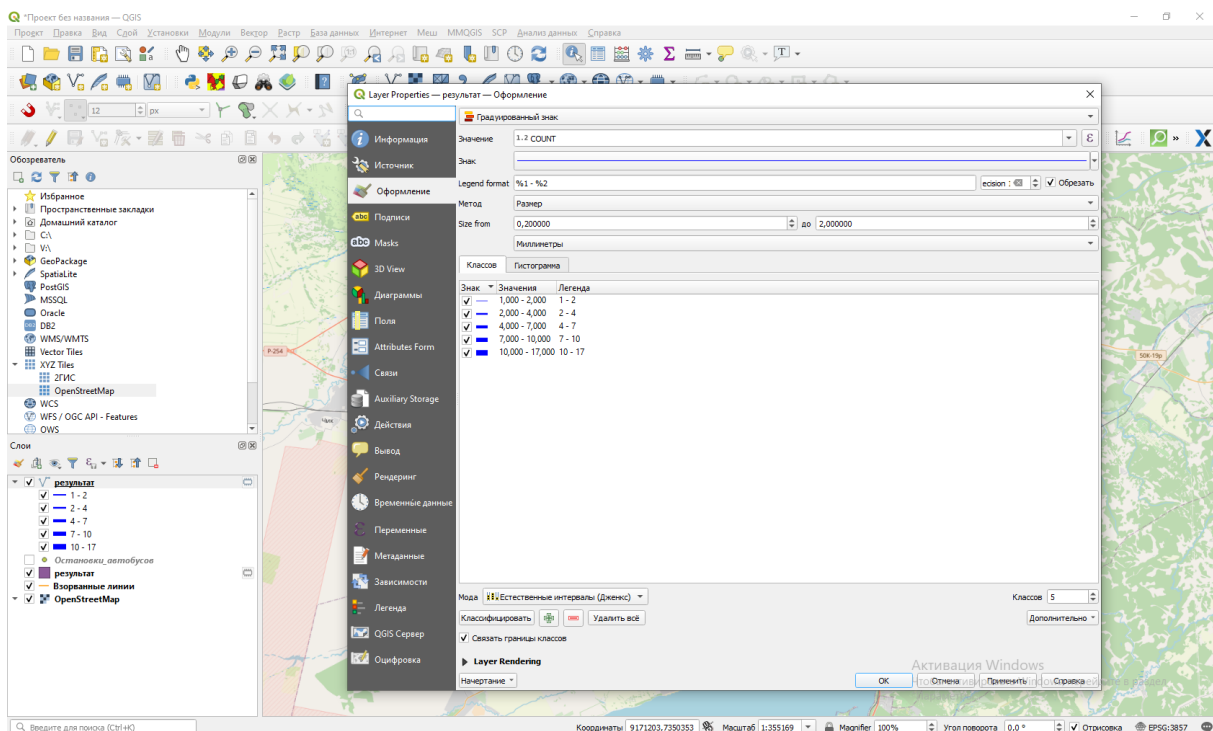 *Проект без названия — QGIS
Проект Правка Вид Слой Установки Модули Вектор Растр База данных Интернет Меш MMQGIS SCP Анализ данных Справка
12 px
Обозреватель
Избранное
Пространственные закладки
Домашний каталог
C:\
V:\
GeoPackage
SpatiaLite
PostGIS
MSSQL
Oracle
DB2
WMS/WMTS
Vector Tiles
XYZ Tiles
2ГИС
OpenStreetMap
WCS
WFS / OGC API - Features
OWS
Слои
результат
1 - 2
2 - 4
4 - 7
7 - 10
10 - 17
Остановки_автобусов
результат
Взорванные линии
OpenStreetMap
P-254
Чик
50К-19р
Layer Properties — результат — Оформление
Информация
Источник
Оформление
Подписи
Masks
3D View
Диаграммы
Поля
Attributes Form
Связи
Auxiliary Storage
Действия
Вывод
Рендеринг
Временные данные
Переменные
Метаданные
Зависимости
Легенда
QGIS Сервер
Оцифровка
Градуированный знак
Значение 1.2 COUNT ε
Знак
Legend format %1 - %2 ecision : Обрезать
Метод Размер
Size from 0,200000 до 2,000000
Миллиметры
Классов Гистограмма
Знак Значения Легенда
1,000 - 2,000 1 - 2
2,000 - 4,000 2 - 4
4,000 - 7,000 4 - 7
7,000 - 10,000 7 - 10
10,000 - 17,000 10 - 17
Мода Естественные интервалы (Дженкс) Классов 5
Классифицировать Удалить всё Дополнительно
Связать границы классов
Layer Rendering
Активация Windows
Начертание ОК Отмена Применить Справка
Введите для поиска (Ctrl+K) Координаты 9171203,7350353 Масштаб 1:355169 Magnifier 100% Угол поворота 0,0 ° Отрисовка EPSG:3857